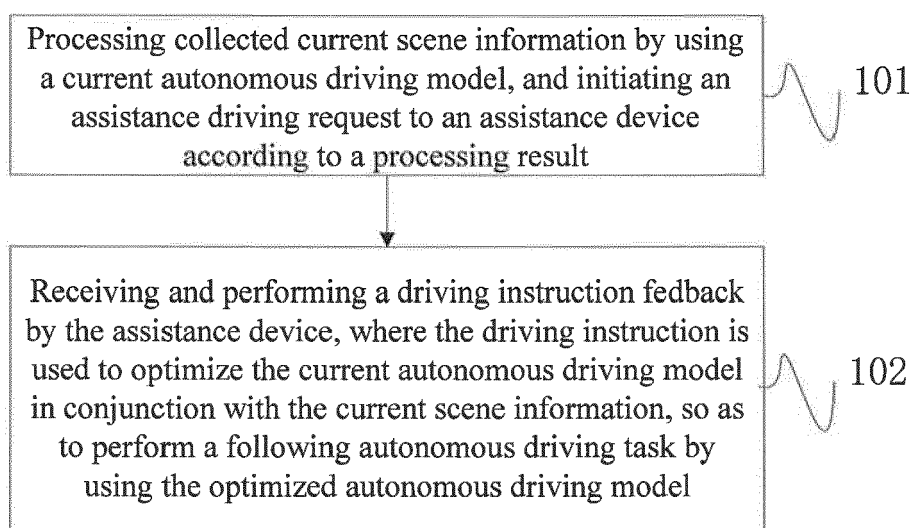 Processing collected current scene information by using
a current autonomous driving model, and initiating an
assistance driving request to an assistance device
according to a processing result
101
Receiving and performing a driving instruction fedback
by the assistance device, where the driving instruction is
used to optimize the current autonomous driving model
in conjunction with the current scene information, so as
to perform a following autonomous driving task by
using the optimized autonomous driving model
102